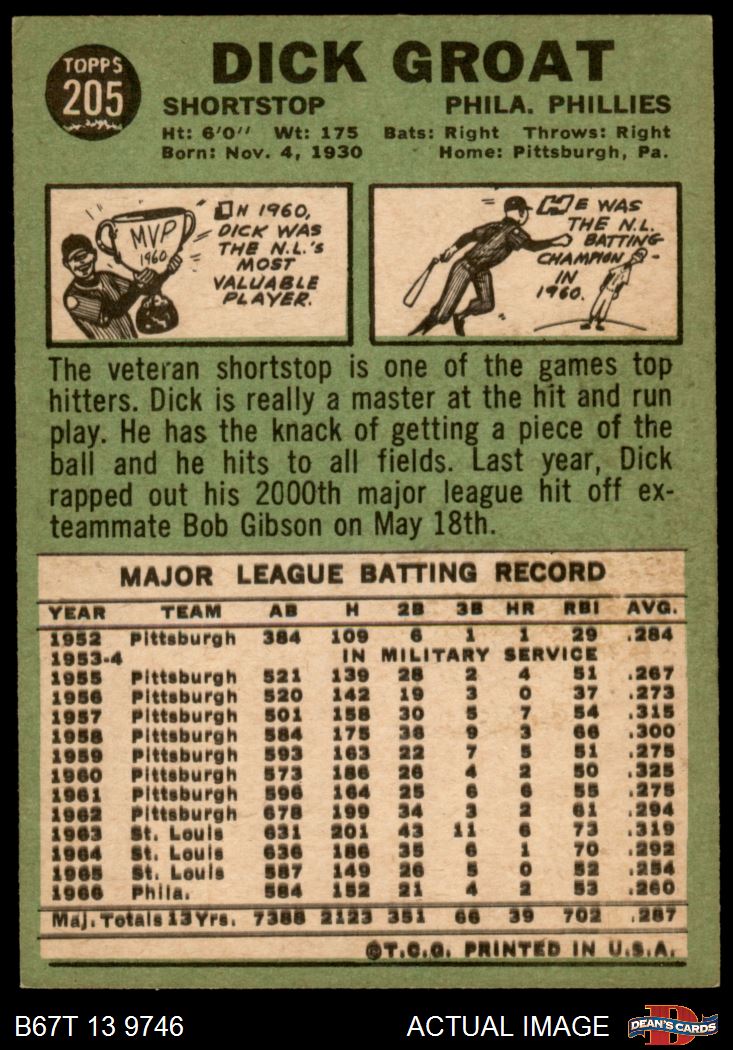 TOPPS
205
DICK GROAT
SHORTSTOP PHILA. PHILLIES
Ht: 6'0'' Wt: 175 Bats: Right Throws: Right
Born: Nov. 4, 1930 Home: Pittsburgh, Pa.
MVP
1960
IN 1960,
DICK WAS
THE N.L.'s
MOST
VALUABLE
PLAYER.
HE WAS
THE N.L.
BATTING
CHAMPION
IN
1960.
The veteran shortstop is one of the games top
hitters. Dick is really a master at the hit and run
play. He has the knack of getting a piece of the
ball and he hits to all fields. Last year, Dick
rapped out his 2000th major league hit off ex-
teammate Bob Gibson on May 18th.
MAJOR LEAGUE BATTING RECORD
YEAR TEAM AB H 2B 3B HR RBI AVG.
1952 Pittsburgh 384 109 6 1 1 29 .284
1953-4 IN MILITARY SERVICE
1955 Pittsburgh 521 139 28 2 4 51 .267
1956 Pittsburgh 520 142 19 3 0 37 .273
1957 Pittsburgh 501 158 30 5 7 54 .315
1958 Pittsburgh 584 175 36 9 3 66 .300
1959 Pittsburgh 593 163 22 7 5 51 .275
1960 Pittsburgh 573 186 26 4 2 50 .325
1961 Pittsburgh 596 164 25 6 6 55 .275
1962 Pittsburgh 678 199 34 3 2 61 .294
1963 St. Louis 631 201 43 11 6 73 .319
1964 St. Louis 636 186 35 6 1 70 .292
1965 St. Louis 587 149 26 5 0 52 .254
1966 Phila. 584 152 21 4 2 53 .260
Maj. Totals 13 Yrs. 7388 2123 351 66 39 702 .287
©T.C.G. PRINTED IN U.S.A.
B67T 13 9746 ACTUAL IMAGE
D
DEAN'S CARDS